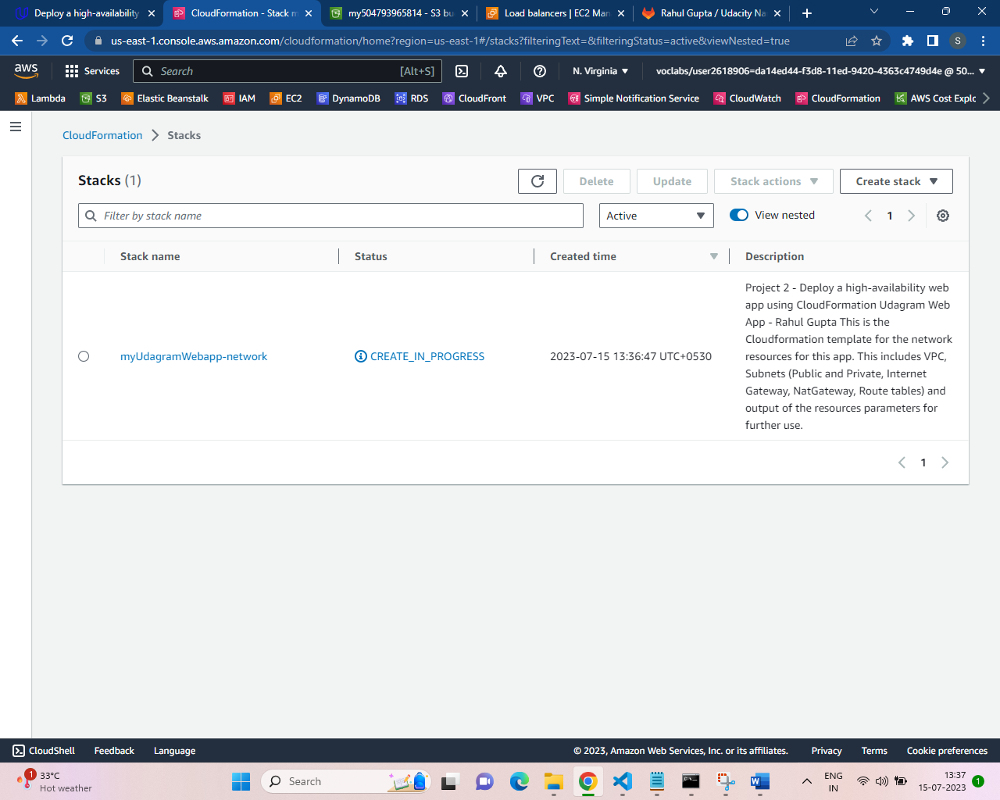 Deploy a high-availability
CloudFormation - Stack m
my504793965814 - S3 bu
Load balancers | EC2 Man
Rahul Gupta / Udacity Na
us-east-1.console.aws.amazon.com/cloudformation/home?region=us-east-1#/stacks?filteringText=&filteringStatus=active&viewNested=true
S
aws
Services
Search
[Alt+S]
N. Virginia
voclabs/user2618906=da14ed44-f3d8-11ed-9420-4363c4749d4e @ 50...
Lambda
S3
Elastic Beanstalk
IAM
EC2
DynamoDB
RDS
CloudFront
VPC
Simple Notification Service
CloudWatch
CloudFormation
AWS Cost Explo
CloudFormation
Stacks
Stacks (1)
Delete
Update
Stack actions
Create stack
Filter by stack name
Active
View nested
1
Stack name
Status
Created time
Description
myUdagramWebapp-network
CREATE_IN_PROGRESS
2023-07-15 13:36:47 UTC+0530
Project 2 - Deploy a high-availability web
app using CloudFormation Udagram Web
App - Rahul Gupta This is the
Cloudformation template for the network
resources for this app. This includes VPC,
Subnets (Public and Private, Internet
Gateway, NatGateway, Route tables) and
output of the resources parameters for
further use.
1
CloudShell
Feedback
Language
© 2023, Amazon Web Services, Inc. or its affiliates.
Privacy
Terms
Cookie preferences
1
33°C
Hot weather
Search
ENG
IN
13:37
15-07-2023
1